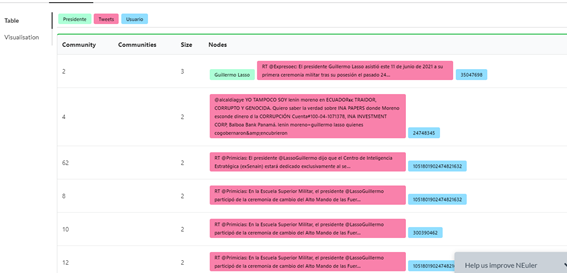 Table
Visualisation
Presidente Tweets Usuario
Community Communities Size Nodes
2 3 Guillermo Lasso RT @Expresoec: El presidente Guillermo Lasso asistió este 11 de junio de 2021 a su
primera ceremonia militar tras su posesión el pasado 24... 35047698
4 2 @alcaldiagye YO TAMPOCO SOY lenin moreno en ECUADOR TRAIDOR,
CORRUPTO Y GENOCIDA. Quiero saber la verdad sobre INA PAPERS donde Moreno
esconde dinero d la CORRUPCIÓN Cuenta#100-04-1071378, INA INVESTMENT
CORP, Balboa Bank Panamá. lenin moreno=guillermo lasso quienes
cogobernaron&amp;encubrieron 24748345
62 2 RT @Primicias: El presidente @LassoGuillermo dijo que el Centro de Inteligencia
Estratégica (exSenain) estará dedicado exclusivamente al se... 1051801902474821632
8 2 RT @Primicias: En la Escuela Superior Militar, el presidente @LassoGuillermo
participó de la ceremonia de cambio del Alto Mando de las Fuer... 1051801902474821632
10 2 RT @Primicias: En la Escuela Superior Militar, el presidente @LassoGuillermo
participó de la ceremonia de cambio del Alto Mando de las Fuer... 300390462
12 2 RT @Primicias: En la Escuela Superior Militar, el presidente @LassoGuillermo
participó de la ceremonia de cambio del Alto Mando de las Fuer...
Help us improve NEuler